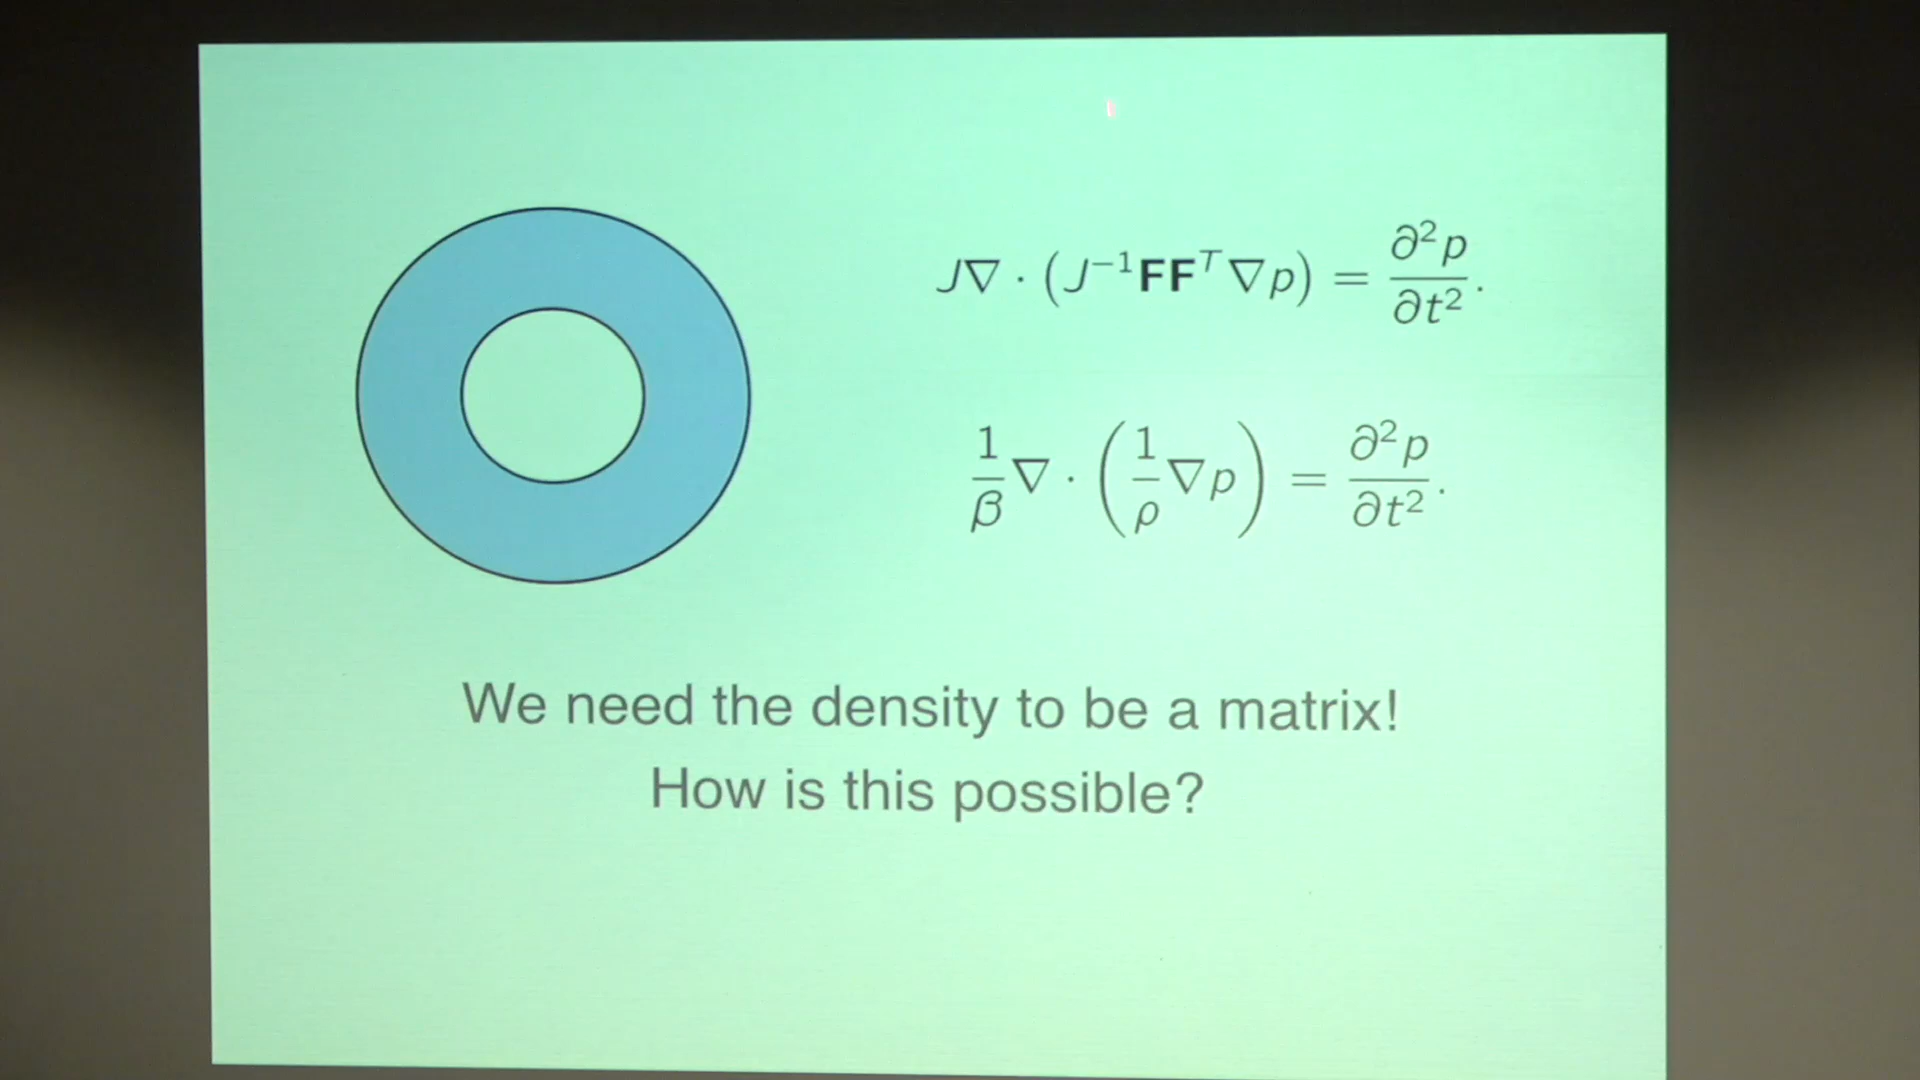 J∇ · (J⁻¹FFᵀ∇p) = ∂²p/∂t².
1/β ∇ · (1/ρ ∇p) = ∂²p/∂t².
We need the density to be a matrix!
How is this possible?